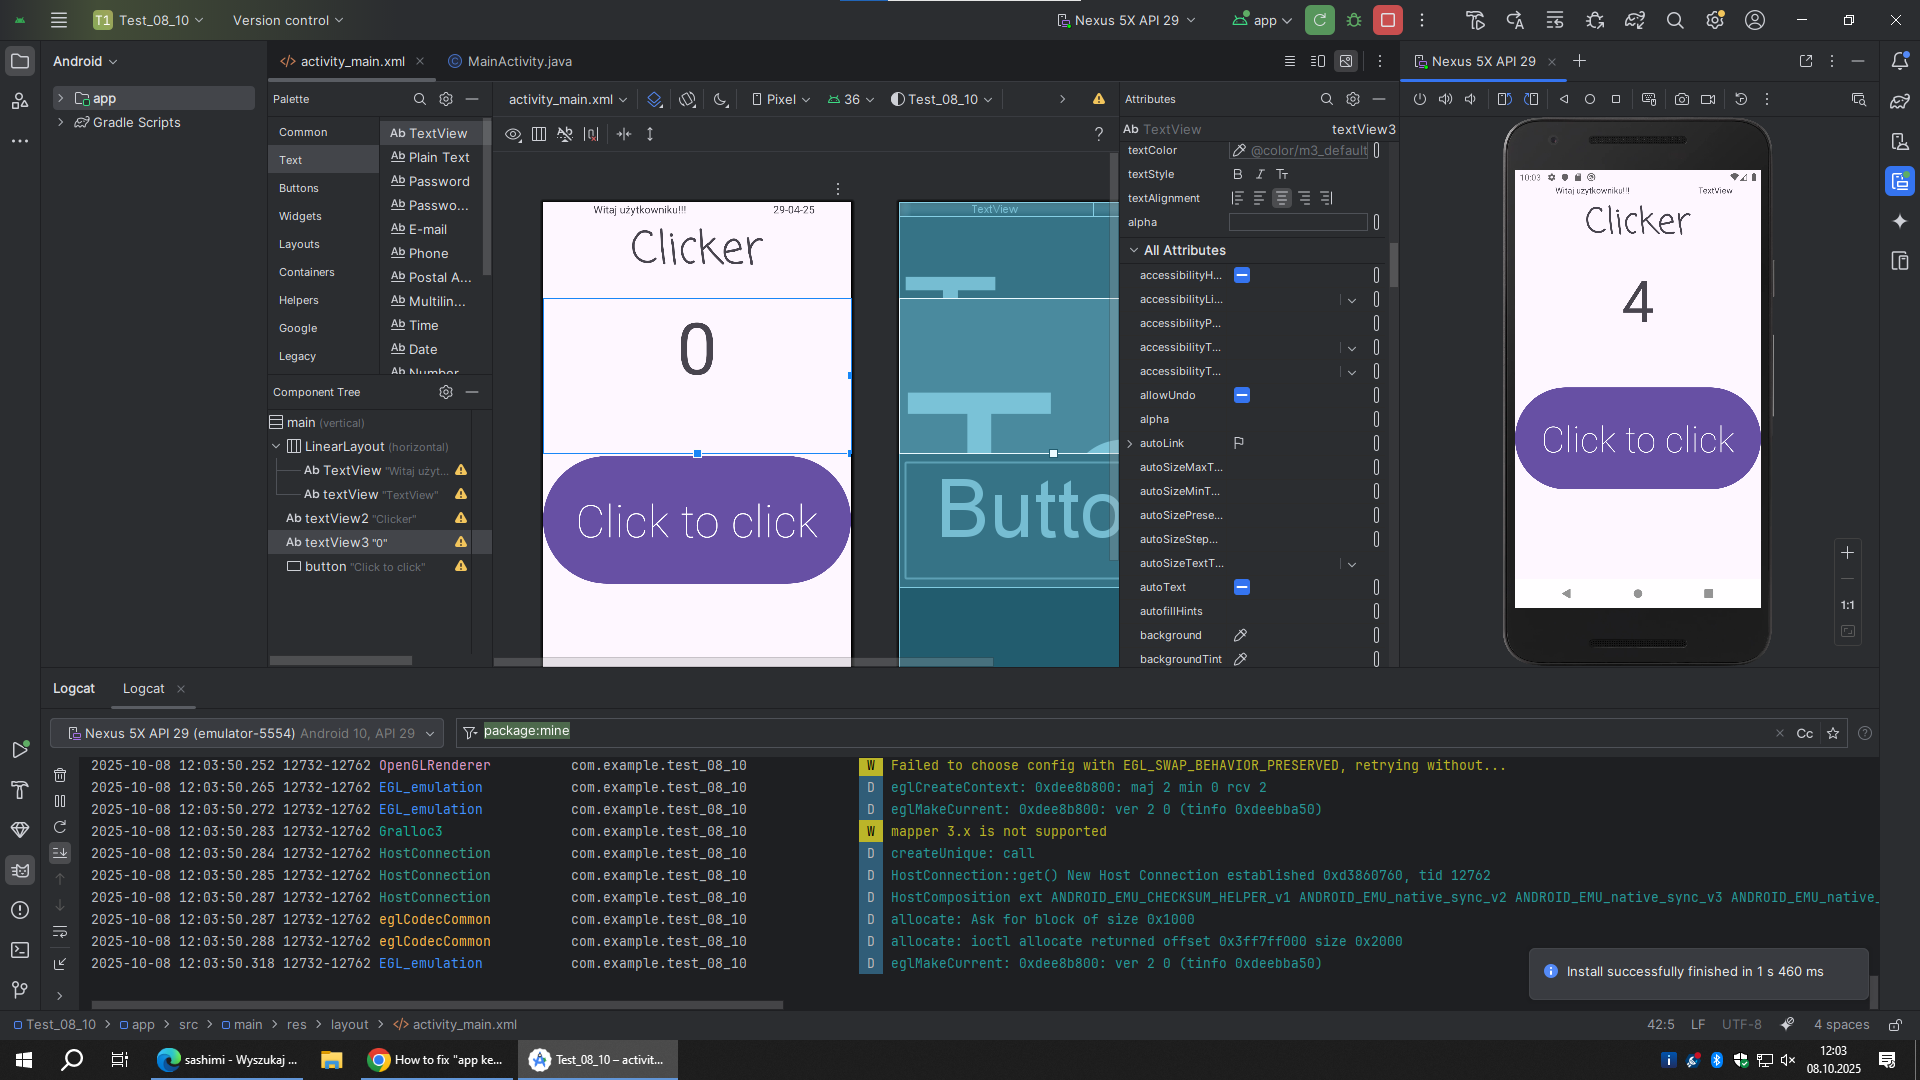 T1 Test_08_10 Version control Nexus 5X API 29 app
Android
activity_main.xml MainActivity.java
Nexus 5X API 29
app
Gradle Scripts
Palette
Common
Text
Buttons
Widgets
Layouts
Containers
Helpers
Google
Legacy
Ab TextView
Ab Plain Text
Ab Password
Ab Passwo...
Ab E-mail
Ab Phone
Ab Postal A...
Ab Multilin...
Ab Time
Ab Date
Ab Number
Component Tree
main (vertical)
LinearLayout (horizontal)
Ab TextView "Witaj użyt...
Ab textView "TextView"
Ab textView2 "Clicker"
Ab textView3 "0"
button "Click to click"
activity_main.xml Pixel 36 Test_08_10
?
Witaj użytkowniku!!! 29-04-25
Clicker
0
Click to click
TextView
Butto
Attributes
Ab TextView textView3
textColor @color/m3_default
textStyle B I Tr
textAlignment
alpha
All Attributes
accessibilityH...
accessibilityLi...
accessibilityP...
accessibilityT...
accessibilityT...
allowUndo
alpha
autoLink
autoSizeMaxT...
autoSizeMinT...
autoSizePrese...
autoSizeStep...
autoSizeTextT...
autoText
autofillHints
background
backgroundTint
10:03
Witaj użytkowniku!!! TextView
Clicker
4
Click to click
1:1
Logcat Logcat
Nexus 5X API 29 (emulator-5554) Android 10, API 29
package:mine
Cc
2025-10-08 12:03:50.252 12732-12762 OpenGLRenderer com.example.test_08_10 W Failed to choose config with EGL_SWAP_BEHAVIOR_PRESERVED, retrying without...
2025-10-08 12:03:50.265 12732-12762 EGL_emulation com.example.test_08_10 D eglCreateContext: 0xdee8b800: maj 2 min 0 rcv 2
2025-10-08 12:03:50.272 12732-12762 EGL_emulation com.example.test_08_10 D eglMakeCurrent: 0xdee8b800: ver 2 0 (tinfo 0xdeebba50)
2025-10-08 12:03:50.283 12732-12762 Gralloc3 com.example.test_08_10 W mapper 3.x is not supported
2025-10-08 12:03:50.284 12732-12762 HostConnection com.example.test_08_10 D createUnique: call
2025-10-08 12:03:50.285 12732-12762 HostConnection com.example.test_08_10 D HostConnection::get() New Host Connection established 0xd3860760, tid 12762
2025-10-08 12:03:50.287 12732-12762 HostConnection com.example.test_08_10 D HostComposition ext ANDROID_EMU_CHECKSUM_HELPER_v1 ANDROID_EMU_native_sync_v2 ANDROID_EMU_native_sync_v3 ANDROID_EMU_native_
2025-10-08 12:03:50.287 12732-12762 eglCodecCommon com.example.test_08_10 D allocate: Ask for block of size 0x1000
2025-10-08 12:03:50.288 12732-12762 eglCodecCommon com.example.test_08_10 D allocate: ioctl allocate returned offset 0x3ff7ff000 size 0x2000
2025-10-08 12:03:50.318 12732-12762 EGL_emulation com.example.test_08_10 D eglMakeCurrent: 0xdee8b800: ver 2 0 (tinfo 0xdeebba50)
Install successfully finished in 1 s 460 ms
Test_08_10 > app > src > main > res > layout > activity_main.xml
42:5 LF UTF-8 4 spaces
sashimi - Wyszukaj ... How to fix "app ke... Test_08_10 – activit...
12:03
08.10.2025